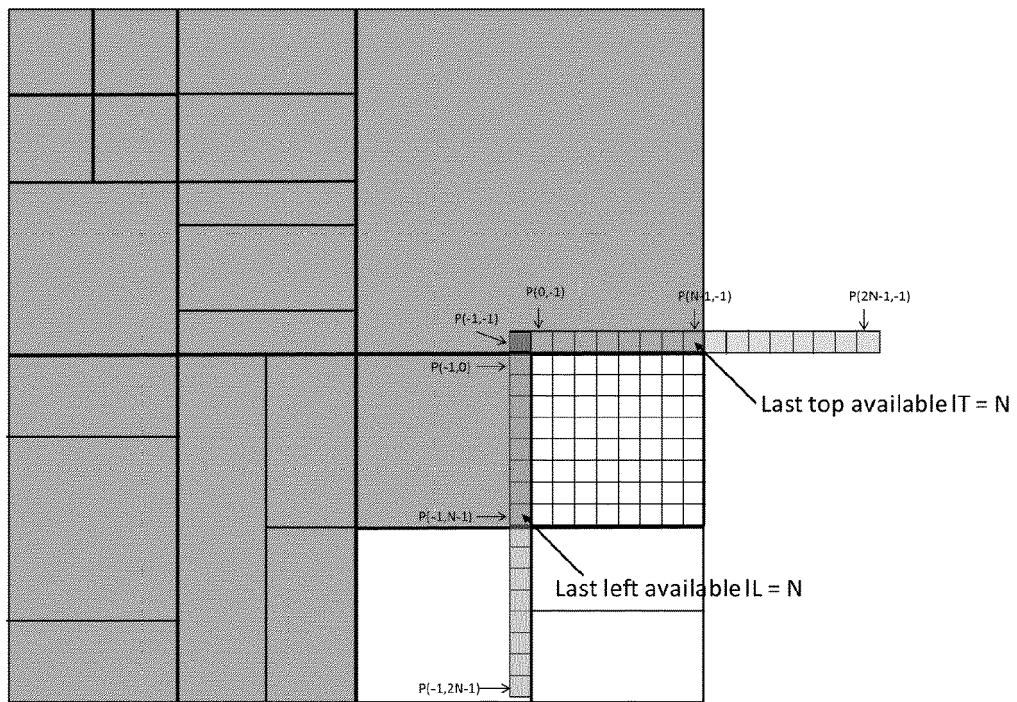 P(0,-1)
P(N-1,-1)
P(2N-1,-1)
P(-1,-1)
P(-1,0)
Last top available lT = N
P(-1,N-1)
Last left available lL = N
P(-1,2N-1)